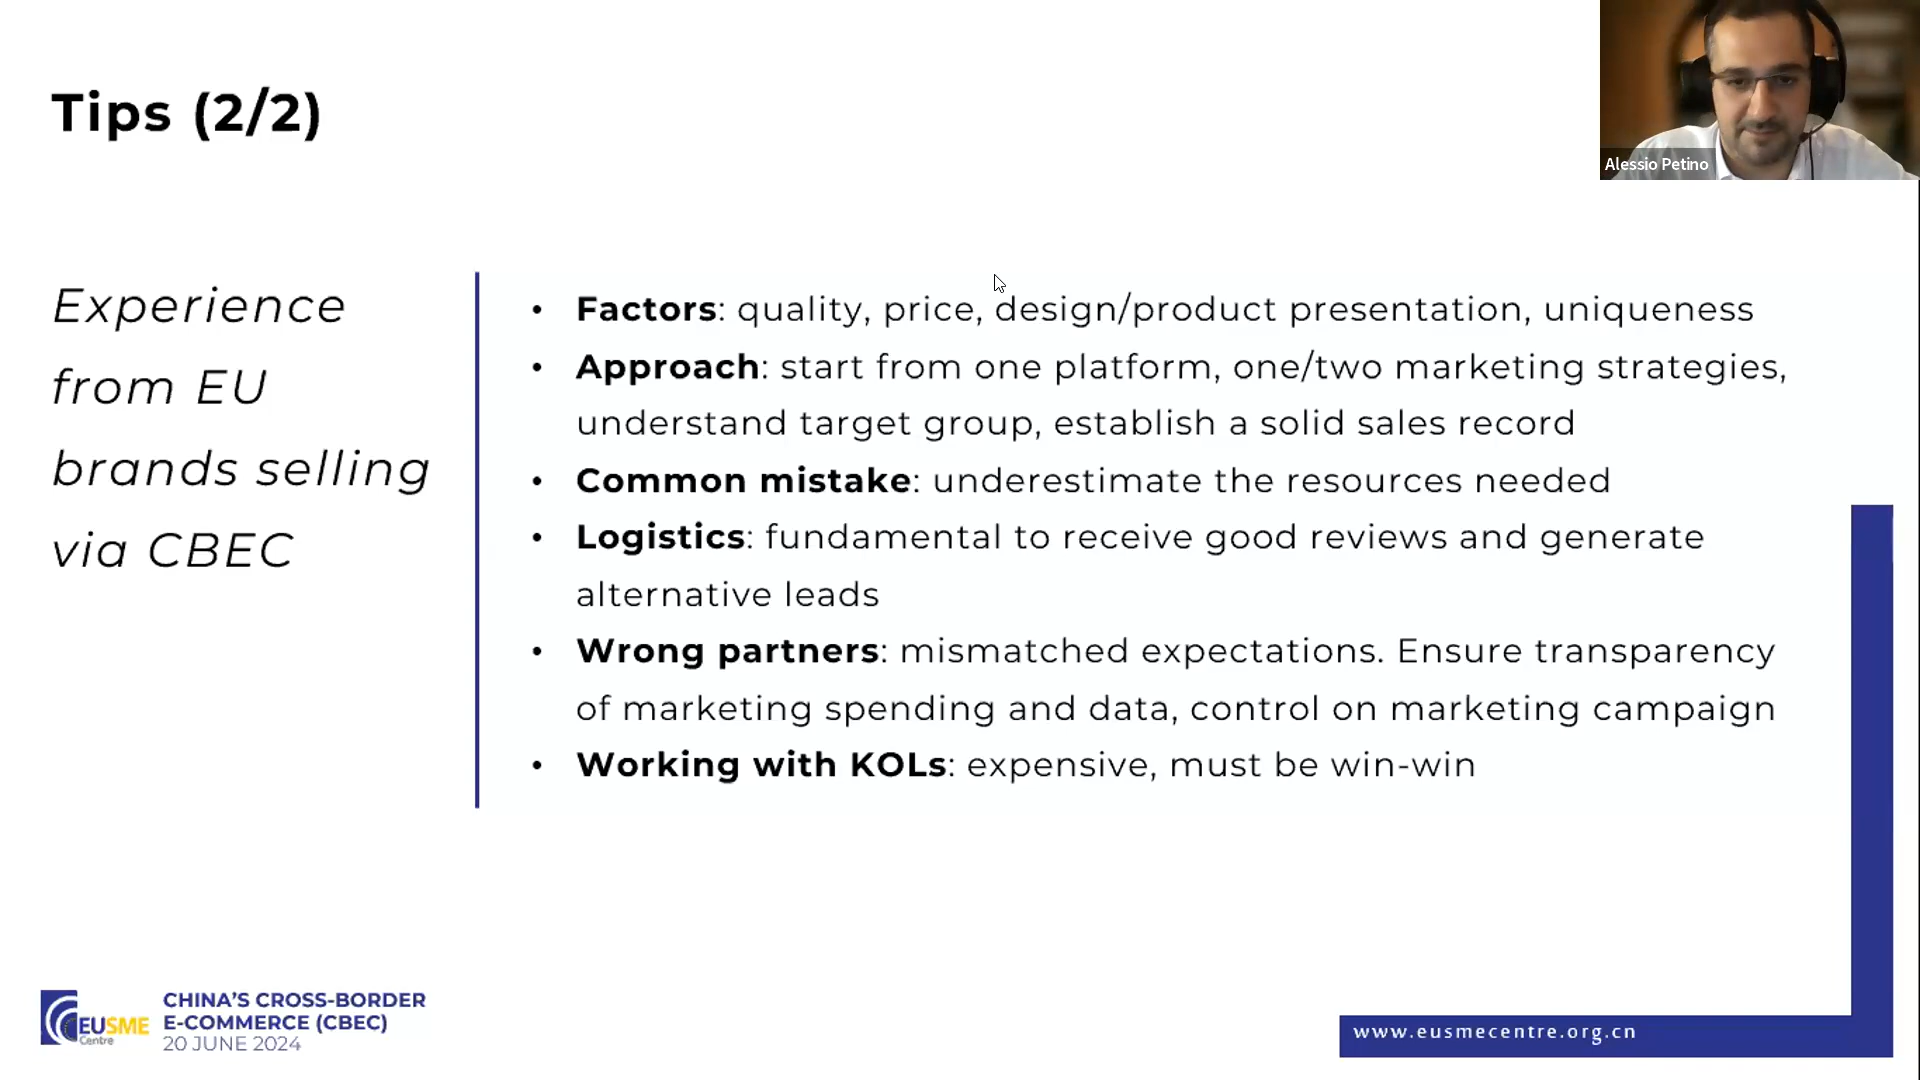 Tips (2/2)
Alessio Petino
Experience
from EU
brands selling
via CBEC
• Factors: quality, price, design/product presentation, uniqueness
• Approach: start from one platform, one/two marketing strategies,
understand target group, establish a solid sales record
• Common mistake: underestimate the resources needed
• Logistics: fundamental to receive good reviews and generate
alternative leads
• Wrong partners: mismatched expectations. Ensure transparency
of marketing spending and data, control on marketing campaign
• Working with KOLs: expensive, must be win-win
EUSME
Centre
CHINA'S CROSS-BORDER
E-COMMERCE (CBEC)
20 JUNE 2024
www.eusmecentre.org.cn